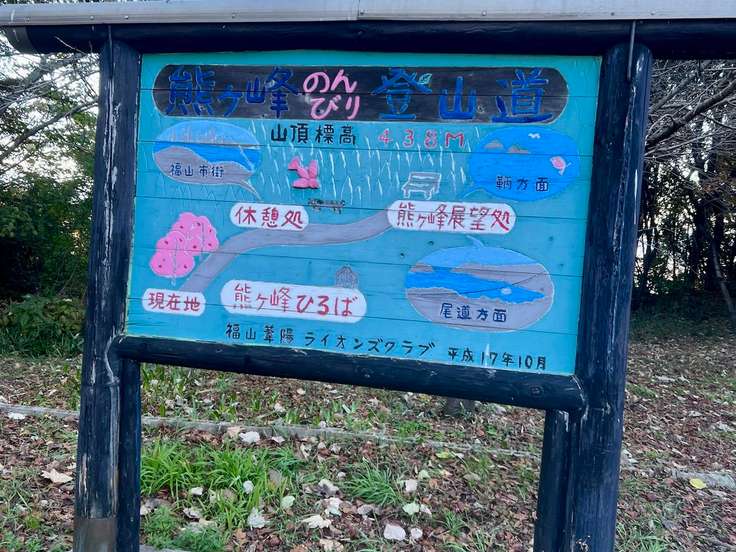 熊ヶ峰のんびり登山道
山頂標高 438M
福山市街
鞆方面
休憩処
熊ヶ峰展望処
現在地
熊ヶ峰ひろば
尾道方面
福山葦陽ライオンズクラブ 平成17年10月